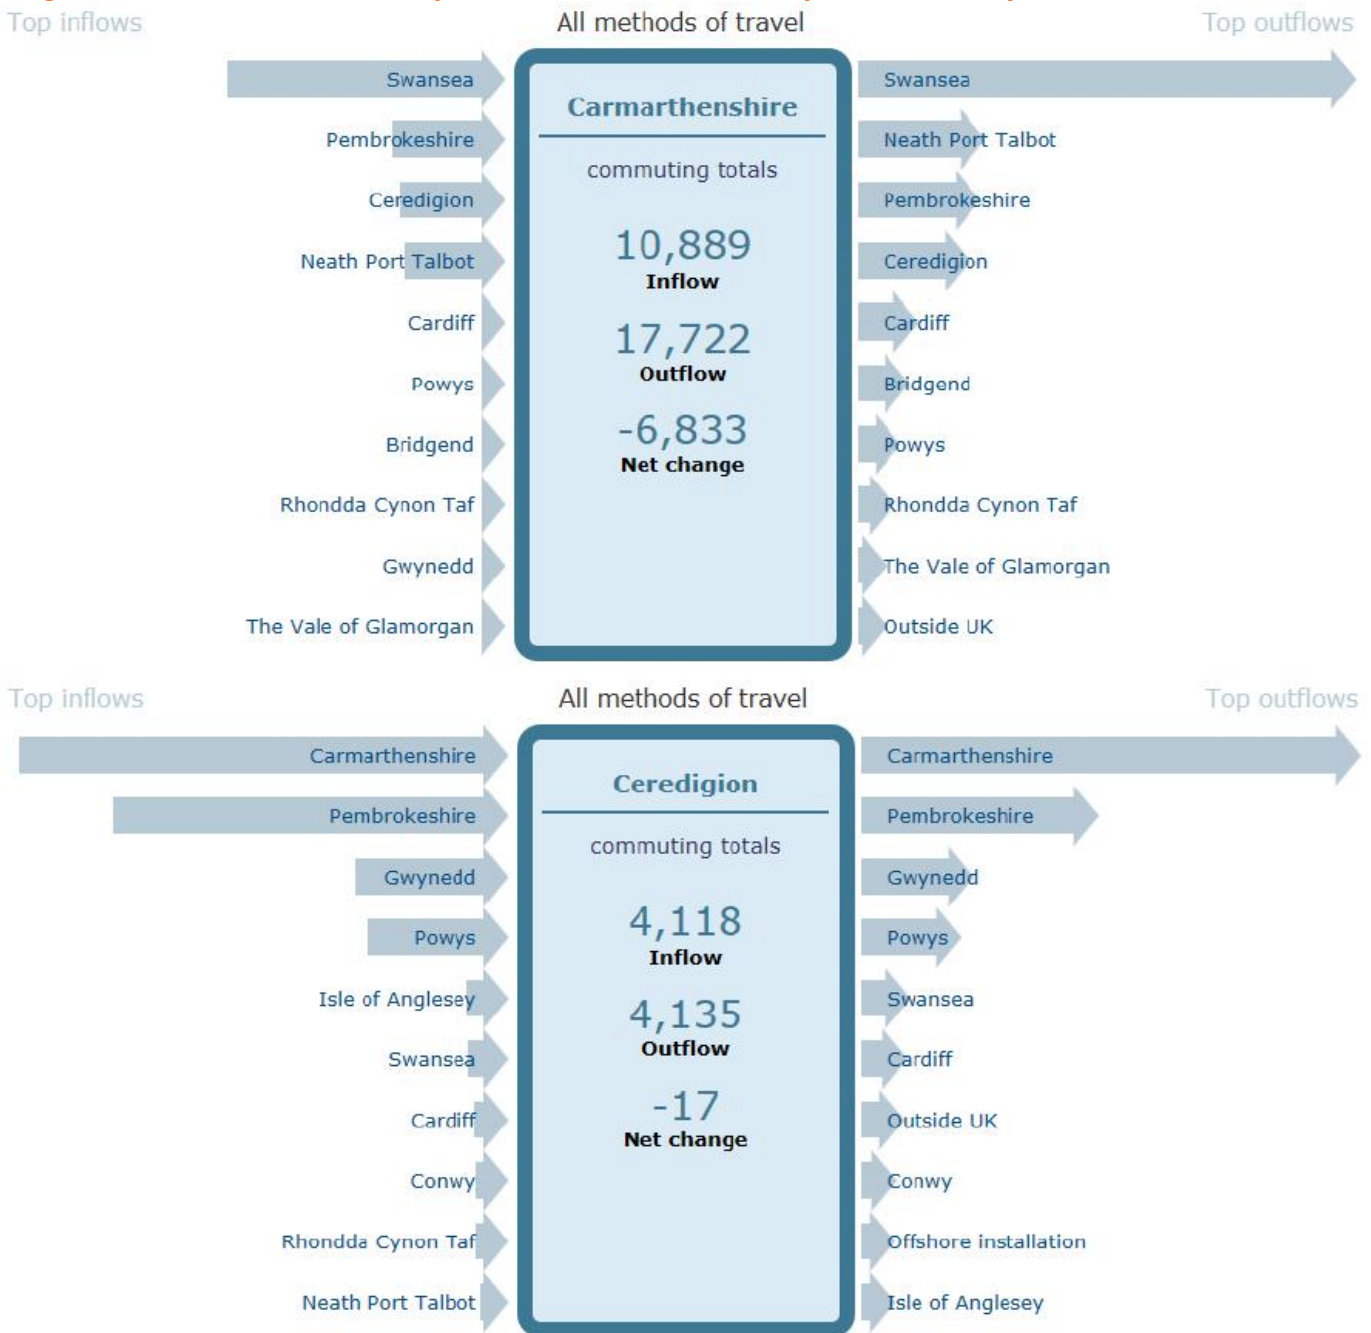 Top inflows
All methods of travel
Top outflows
Swansea
Carmarthenshire
Swansea
Pembrokeshire
commuting totals
Neath Port Talbot
Ceredigion
Pembrokeshire
Neath Port Talbot
10,889
Inflow
Ceredigion
Cardiff
17,722
Outflow
Cardiff
Powys
Bridgend
Bridgend
-6,833
Net change
Powys
Rhondda Cynon Taf
Rhondda Cynon Taf
Gwynedd
The Vale of Glamorgan
The Vale of Glamorgan
Outside UK
Top inflows
All methods of travel
Top outflows
Carmarthenshire
Ceredigion
Carmarthenshire
Pembrokeshire
commuting totals
Pembrokeshire
Gwynedd
Gwynedd
Powys
4,118
Inflow
Powys
Isle of Anglesey
4,135
Outflow
Swansea
Swansea
Cardiff
Cardiff
-17
Net change
Outside UK
Conwy
Conwy
Rhondda Cynon Taf
Offshore installation
Neath Port Talbot
Isle of Anglesey